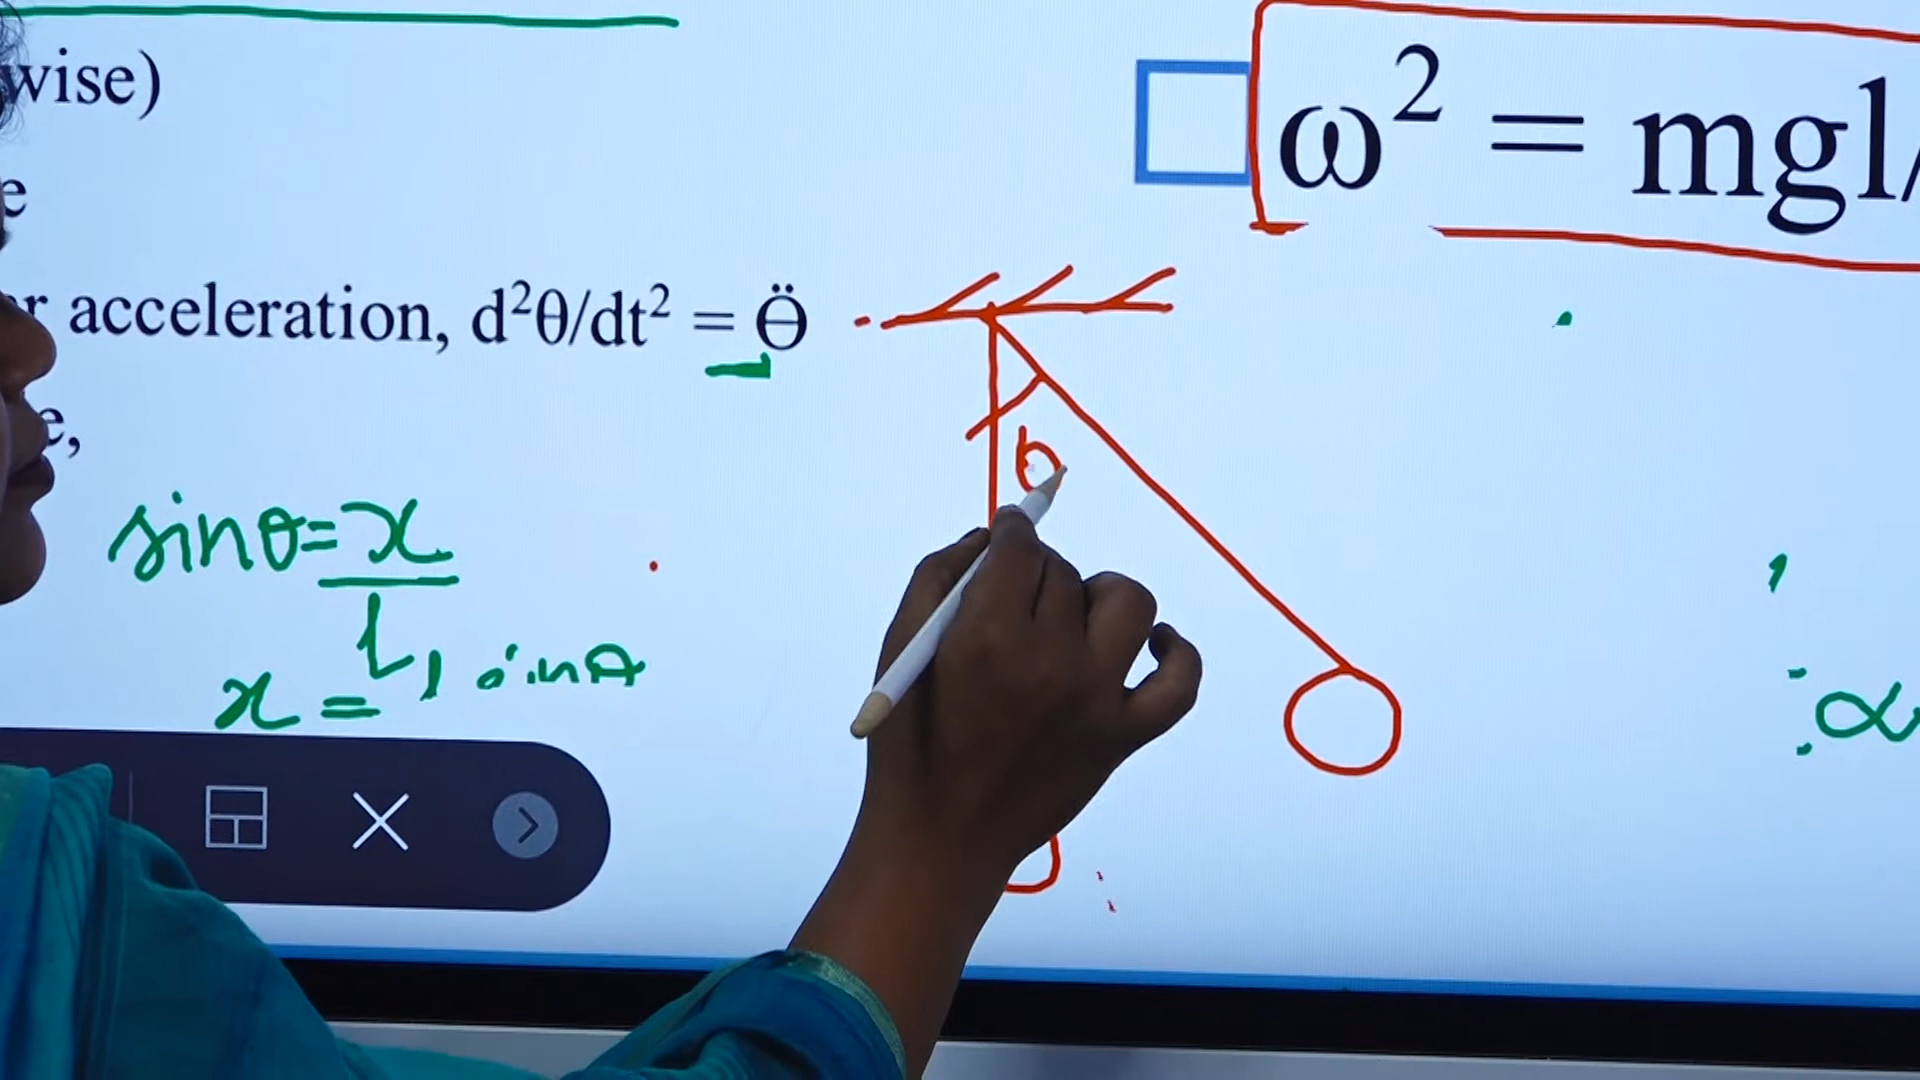 wise)
ω² = mgl/
e
r acceleration, d²θ/dt² = Ӫ
e,
sinθ = x
L
x = L, sinθ
α